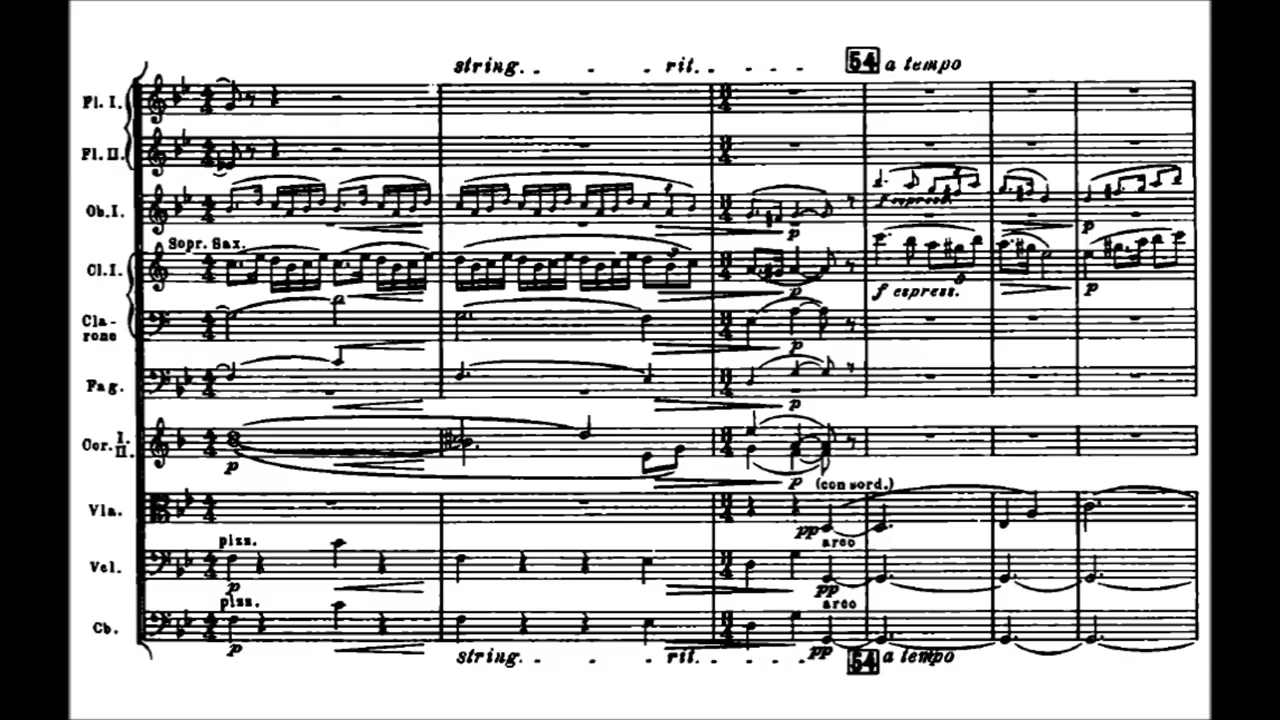 string. . - rit. . - - - 54 a tempo
Fl. I.
Fl. II.
Ob. I.
f espress.
p
p
Sopr. Sax.
Cl. I.
p
f espress.
p
Cla-
rone
p
Fag.
p
Cor. I.
II.
p
p
(con sord.)
Vla.
pp
arco
pizz.
Vcl.
p
pp
arco
pizz.
Cb.
p
pp
string. . - rit. . - - - 54 a tempo